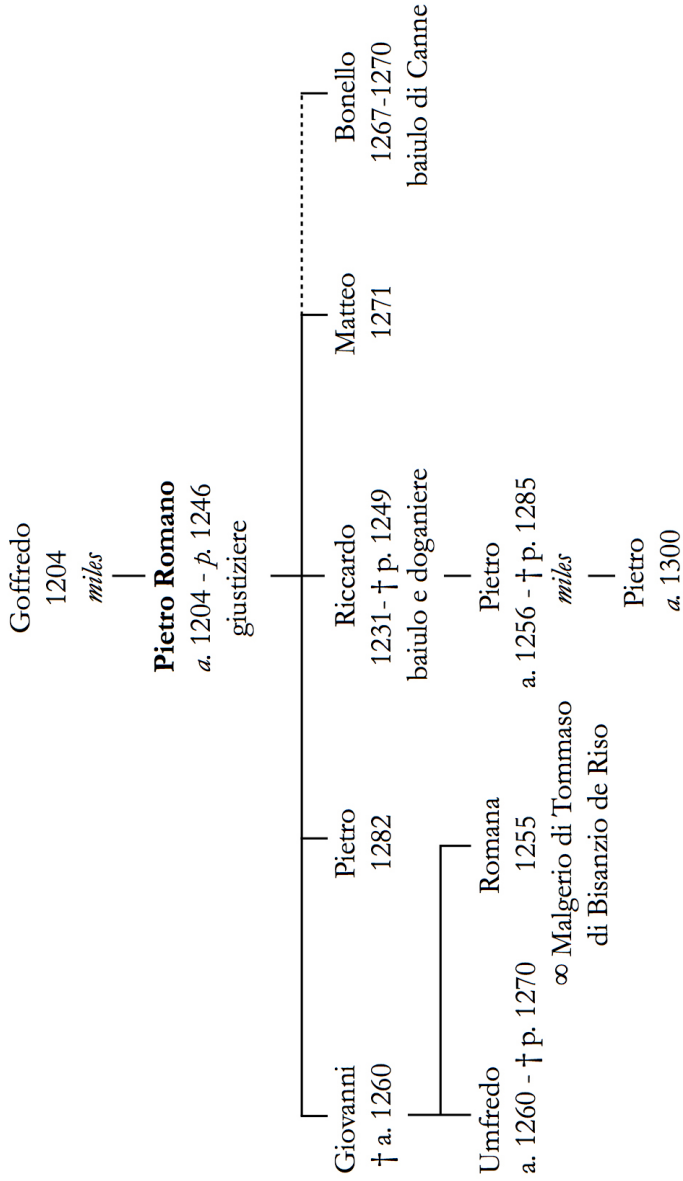 Goffredo
1204
miles
Pietro Romano
a. 1204 - p. 1246
giustiziere
Giovanni
† a. 1260
Pietro
1282
Riccardo
1231- † p. 1249
baiulo e doganiere
Matteo
1271
Bonello
1267-1270
baiulo di Canne
Umfredo
a. 1260 - † p. 1270
Romana
1255
∞ Malgerio di Tommaso
di Bisanzio de Riso
Pietro
a. 1256 - † p. 1285
miles
Pietro
a. 1300